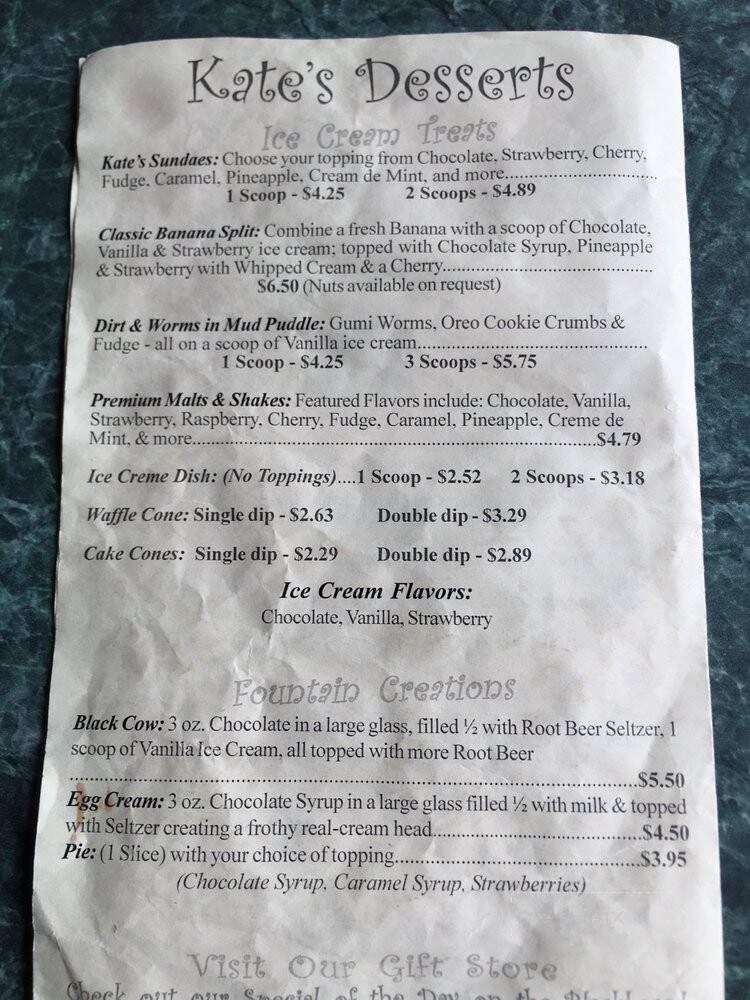 Kate's Desserts
Ice Cream Treats
Kate's Sundaes: Choose your topping from Chocolate, Strawberry, Cherry,
Fudge, Caramel, Pineapple, Cream de Mint, and more..............................
1 Scoop - $4.25 2 Scoops - $4.89
Classic Banana Split: Combine a fresh Banana with a scoop of Chocolate,
Vanilla & Strawberry ice cream; topped with Chocolate Syrup, Pineapple
& Strawberry with Whipped Cream & a Cherry..........................................
$6.50 (Nuts available on request)
Dirt & Worms in Mud Puddle: Gumi Worms, Oreo Cookie Crumbs &
Fudge - all on a scoop of Vanilla ice cream...............................................
1 Scoop - $4.25 3 Scoops - $5.75
Premium Malts & Shakes: Featured Flavors include: Chocolate, Vanilla,
Strawberry, Raspberry, Cherry, Fudge, Caramel, Pineapple, Creme de
Mint, & more.................................................................................$4.79
Ice Creme Dish: (No Toppings)....1 Scoop - $2.52 2 Scoops - $3.18
Waffle Cone: Single dip - $2.63 Double dip - $3.29
Cake Cones: Single dip - $2.29 Double dip - $2.89
Ice Cream Flavors:
Chocolate, Vanilla, Strawberry
Fountain Creations
Black Cow: 3 oz. Chocolate in a large glass, filled ½ with Root Beer Seltzer, 1
scoop of Vanilla Ice Cream, all topped with more Root Beer
..................................................................................................................$5.50
Egg Cream: 3 oz. Chocolate Syrup in a large glass filled ½ with milk & topped
with Seltzer creating a frothy real-cream head..........................................$4.50
Pie: (1 Slice) with your choice of topping.................................................$3.95
(Chocolate Syrup, Caramel Syrup, Strawberries)
Visit Our Gift Store
Check out our Special of the Day on the